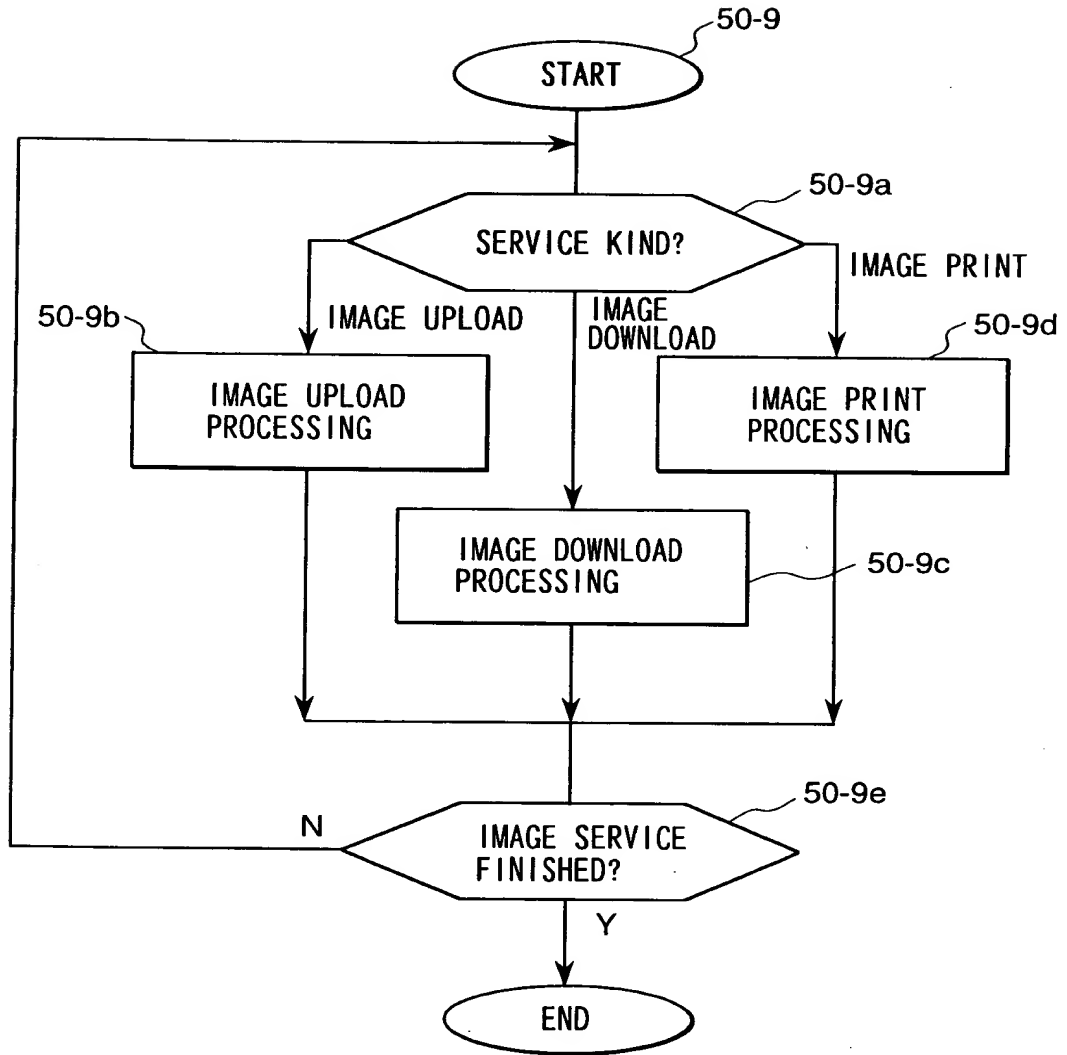 50-9
START
50-9a
SERVICE KIND?
IMAGE PRINT
IMAGE UPLOAD
IMAGE
DOWNLOAD
50-9b
50-9d
IMAGE UPLOAD
PROCESSING
IMAGE PRINT
PROCESSING
IMAGE DOWNLOAD
PROCESSING
50-9c
50-9e
N
IMAGE SERVICE
FINISHED?
Y
END